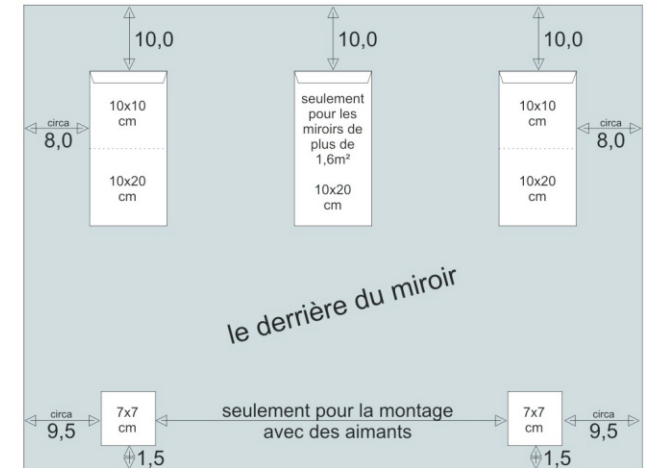 10,0
10,0
10,0
10x10
cm
10x20
cm
seulement
pour les
miroirs de
plus de
1,6m²
10x20
cm
10x10
cm
10x20
cm
circa
8,0
circa
8,0
le derrière du miroir
circa
9,5
7x7
cm
seulement pour la montage
avec des aimants
7x7
cm
circa
9,5
1,5
1,5